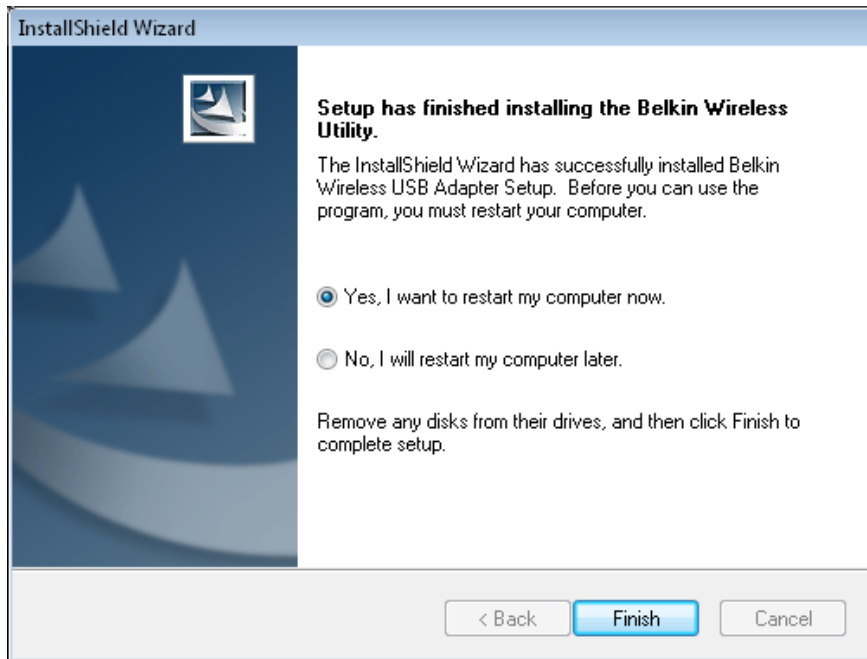 InstallShield Wizard
Setup has finished installing the Belkin Wireless
Utility.
The InstallShield Wizard has successfully installed Belkin
Wireless USB Adapter Setup.  Before you can use the
program, you must restart your computer.
Yes, I want to restart my computer now.
No, I will restart my computer later.
Remove any disks from their drives, and then click Finish to
complete setup.
< Back
Finish
Cancel